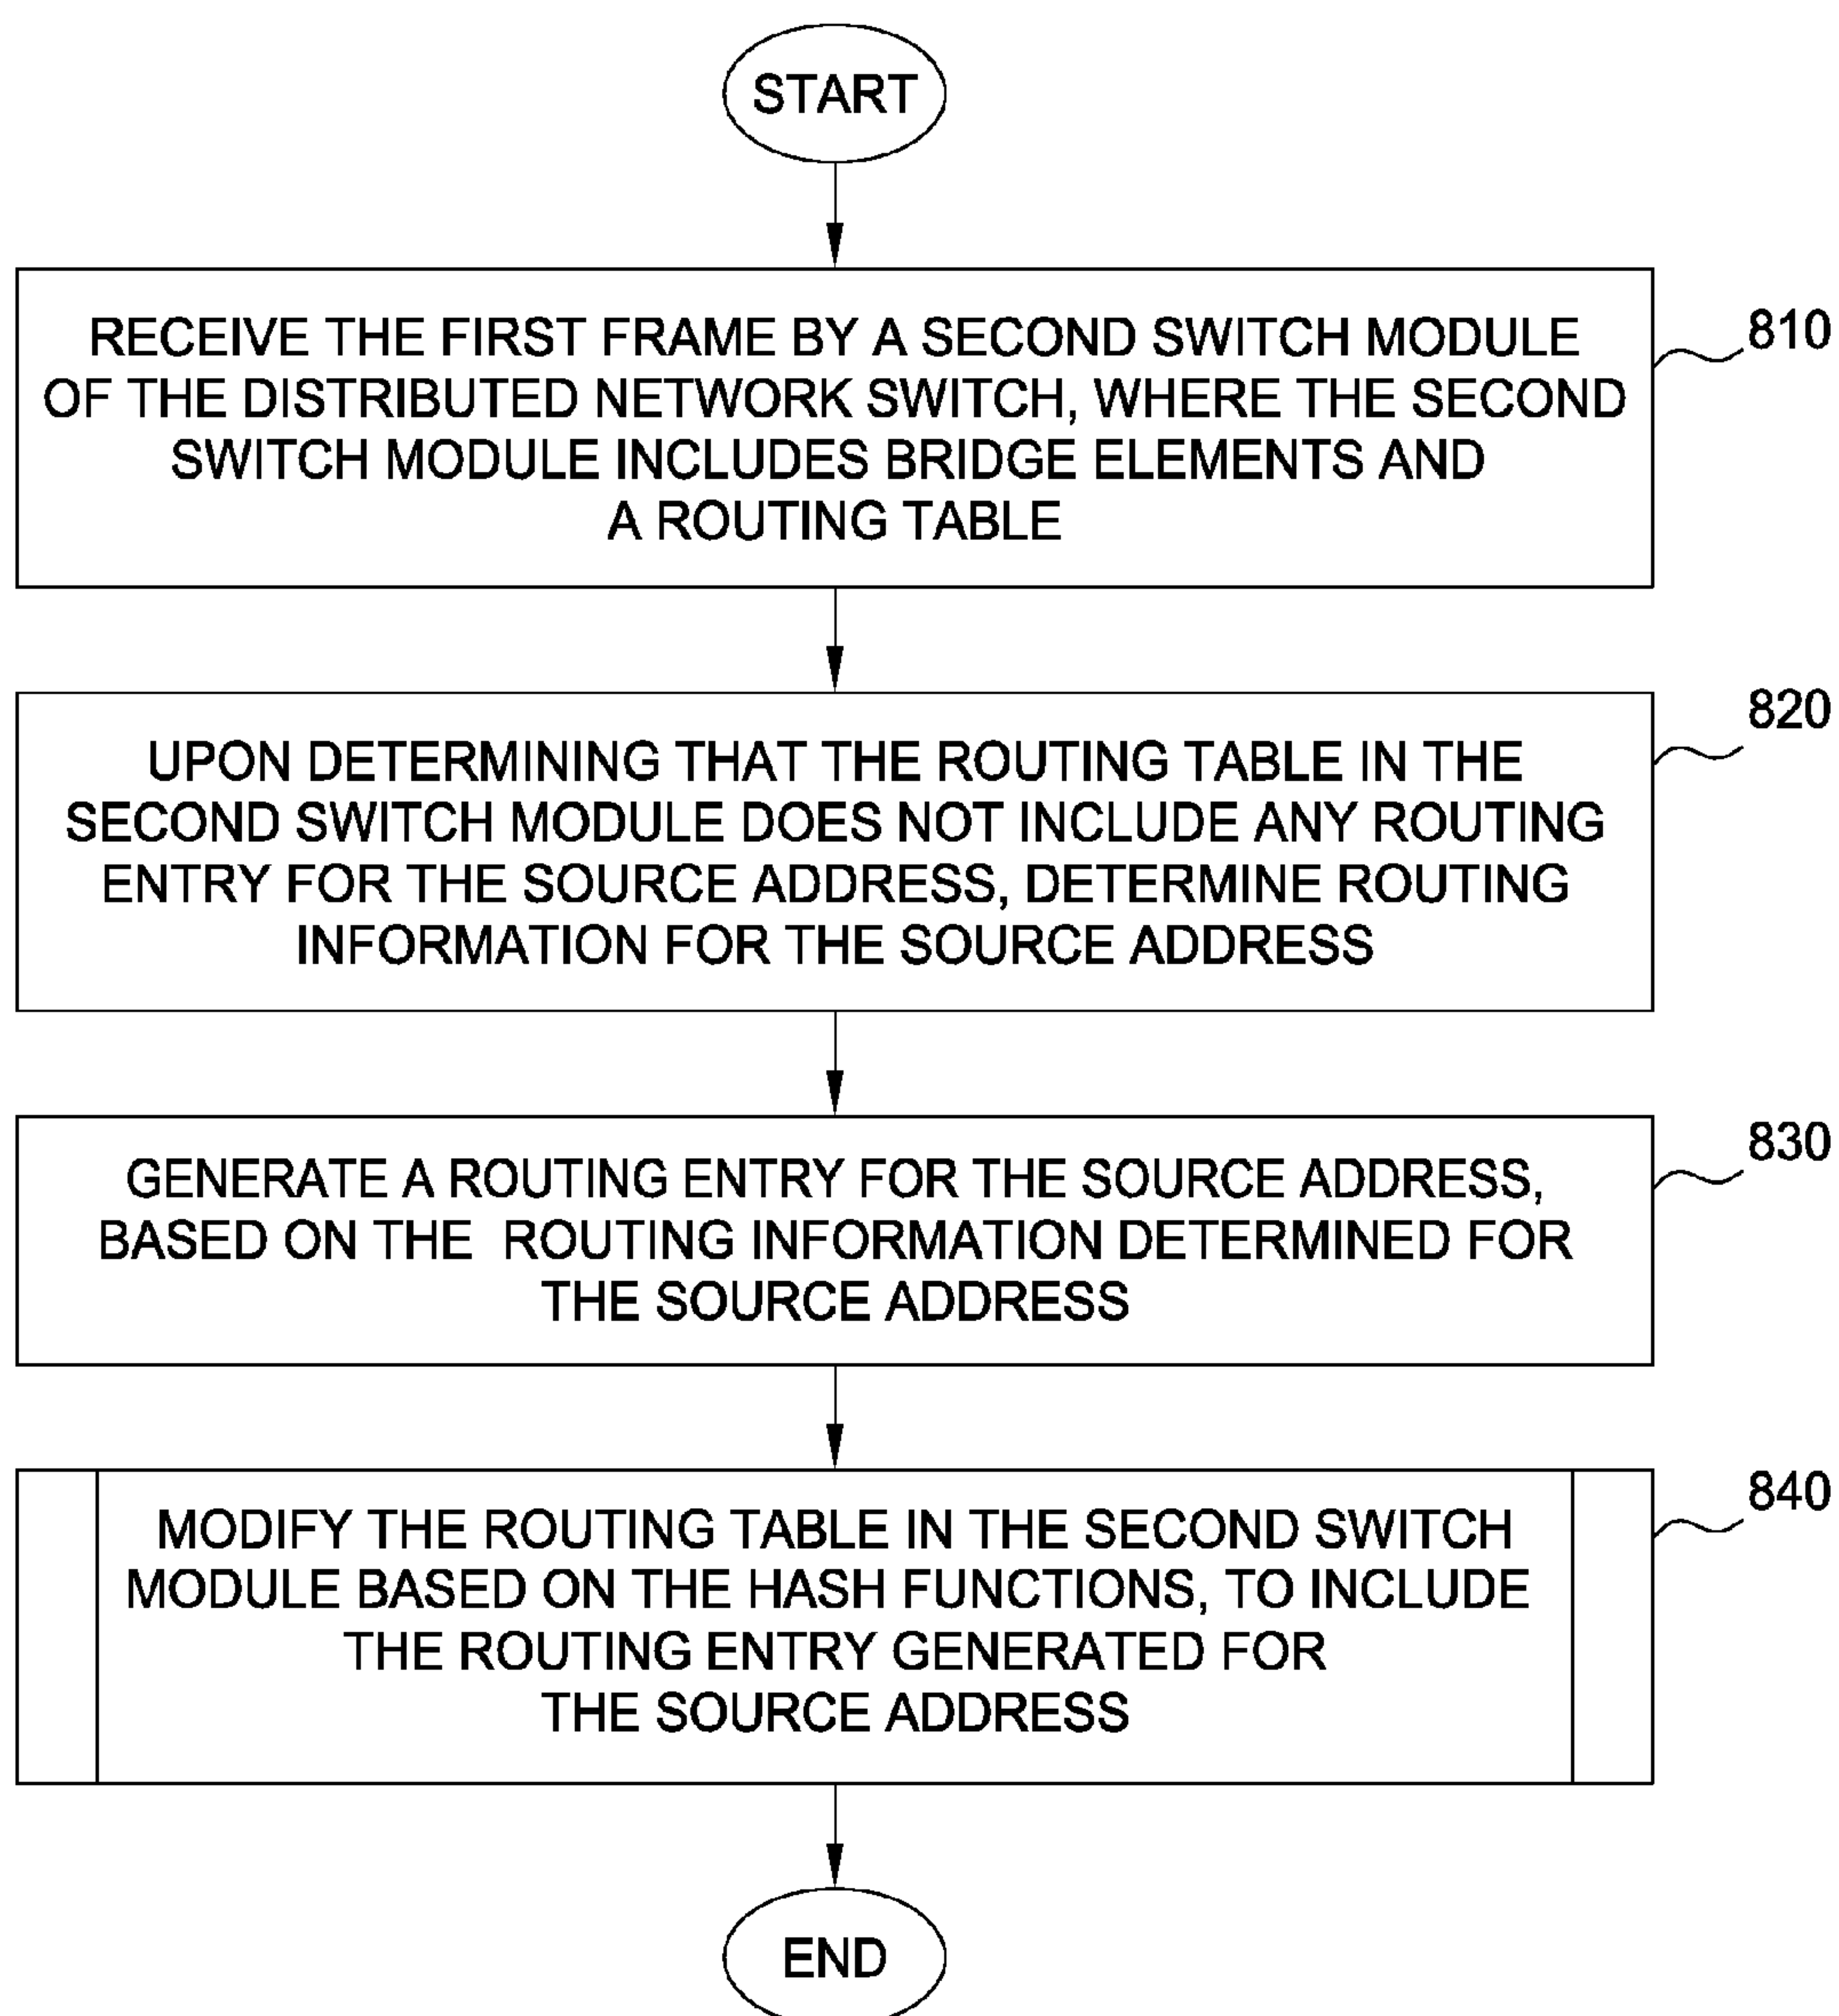 START
RECEIVE THE FIRST FRAME BY A SECOND SWITCH MODULE
OF THE DISTRIBUTED NETWORK SWITCH, WHERE THE SECOND
SWITCH MODULE INCLUDES BRIDGE ELEMENTS AND
A ROUTING TABLE
810
UPON DETERMINING THAT THE ROUTING TABLE IN THE
SECOND SWITCH MODULE DOES NOT INCLUDE ANY ROUTING
ENTRY FOR THE SOURCE ADDRESS, DETERMINE ROUTING
INFORMATION FOR THE SOURCE ADDRESS
820
GENERATE A ROUTING ENTRY FOR THE SOURCE ADDRESS,
BASED ON THE ROUTING INFORMATION DETERMINED FOR
THE SOURCE ADDRESS
830
MODIFY THE ROUTING TABLE IN THE SECOND SWITCH
MODULE BASED ON THE HASH FUNCTIONS, TO INCLUDE
THE ROUTING ENTRY GENERATED FOR
THE SOURCE ADDRESS
840
END